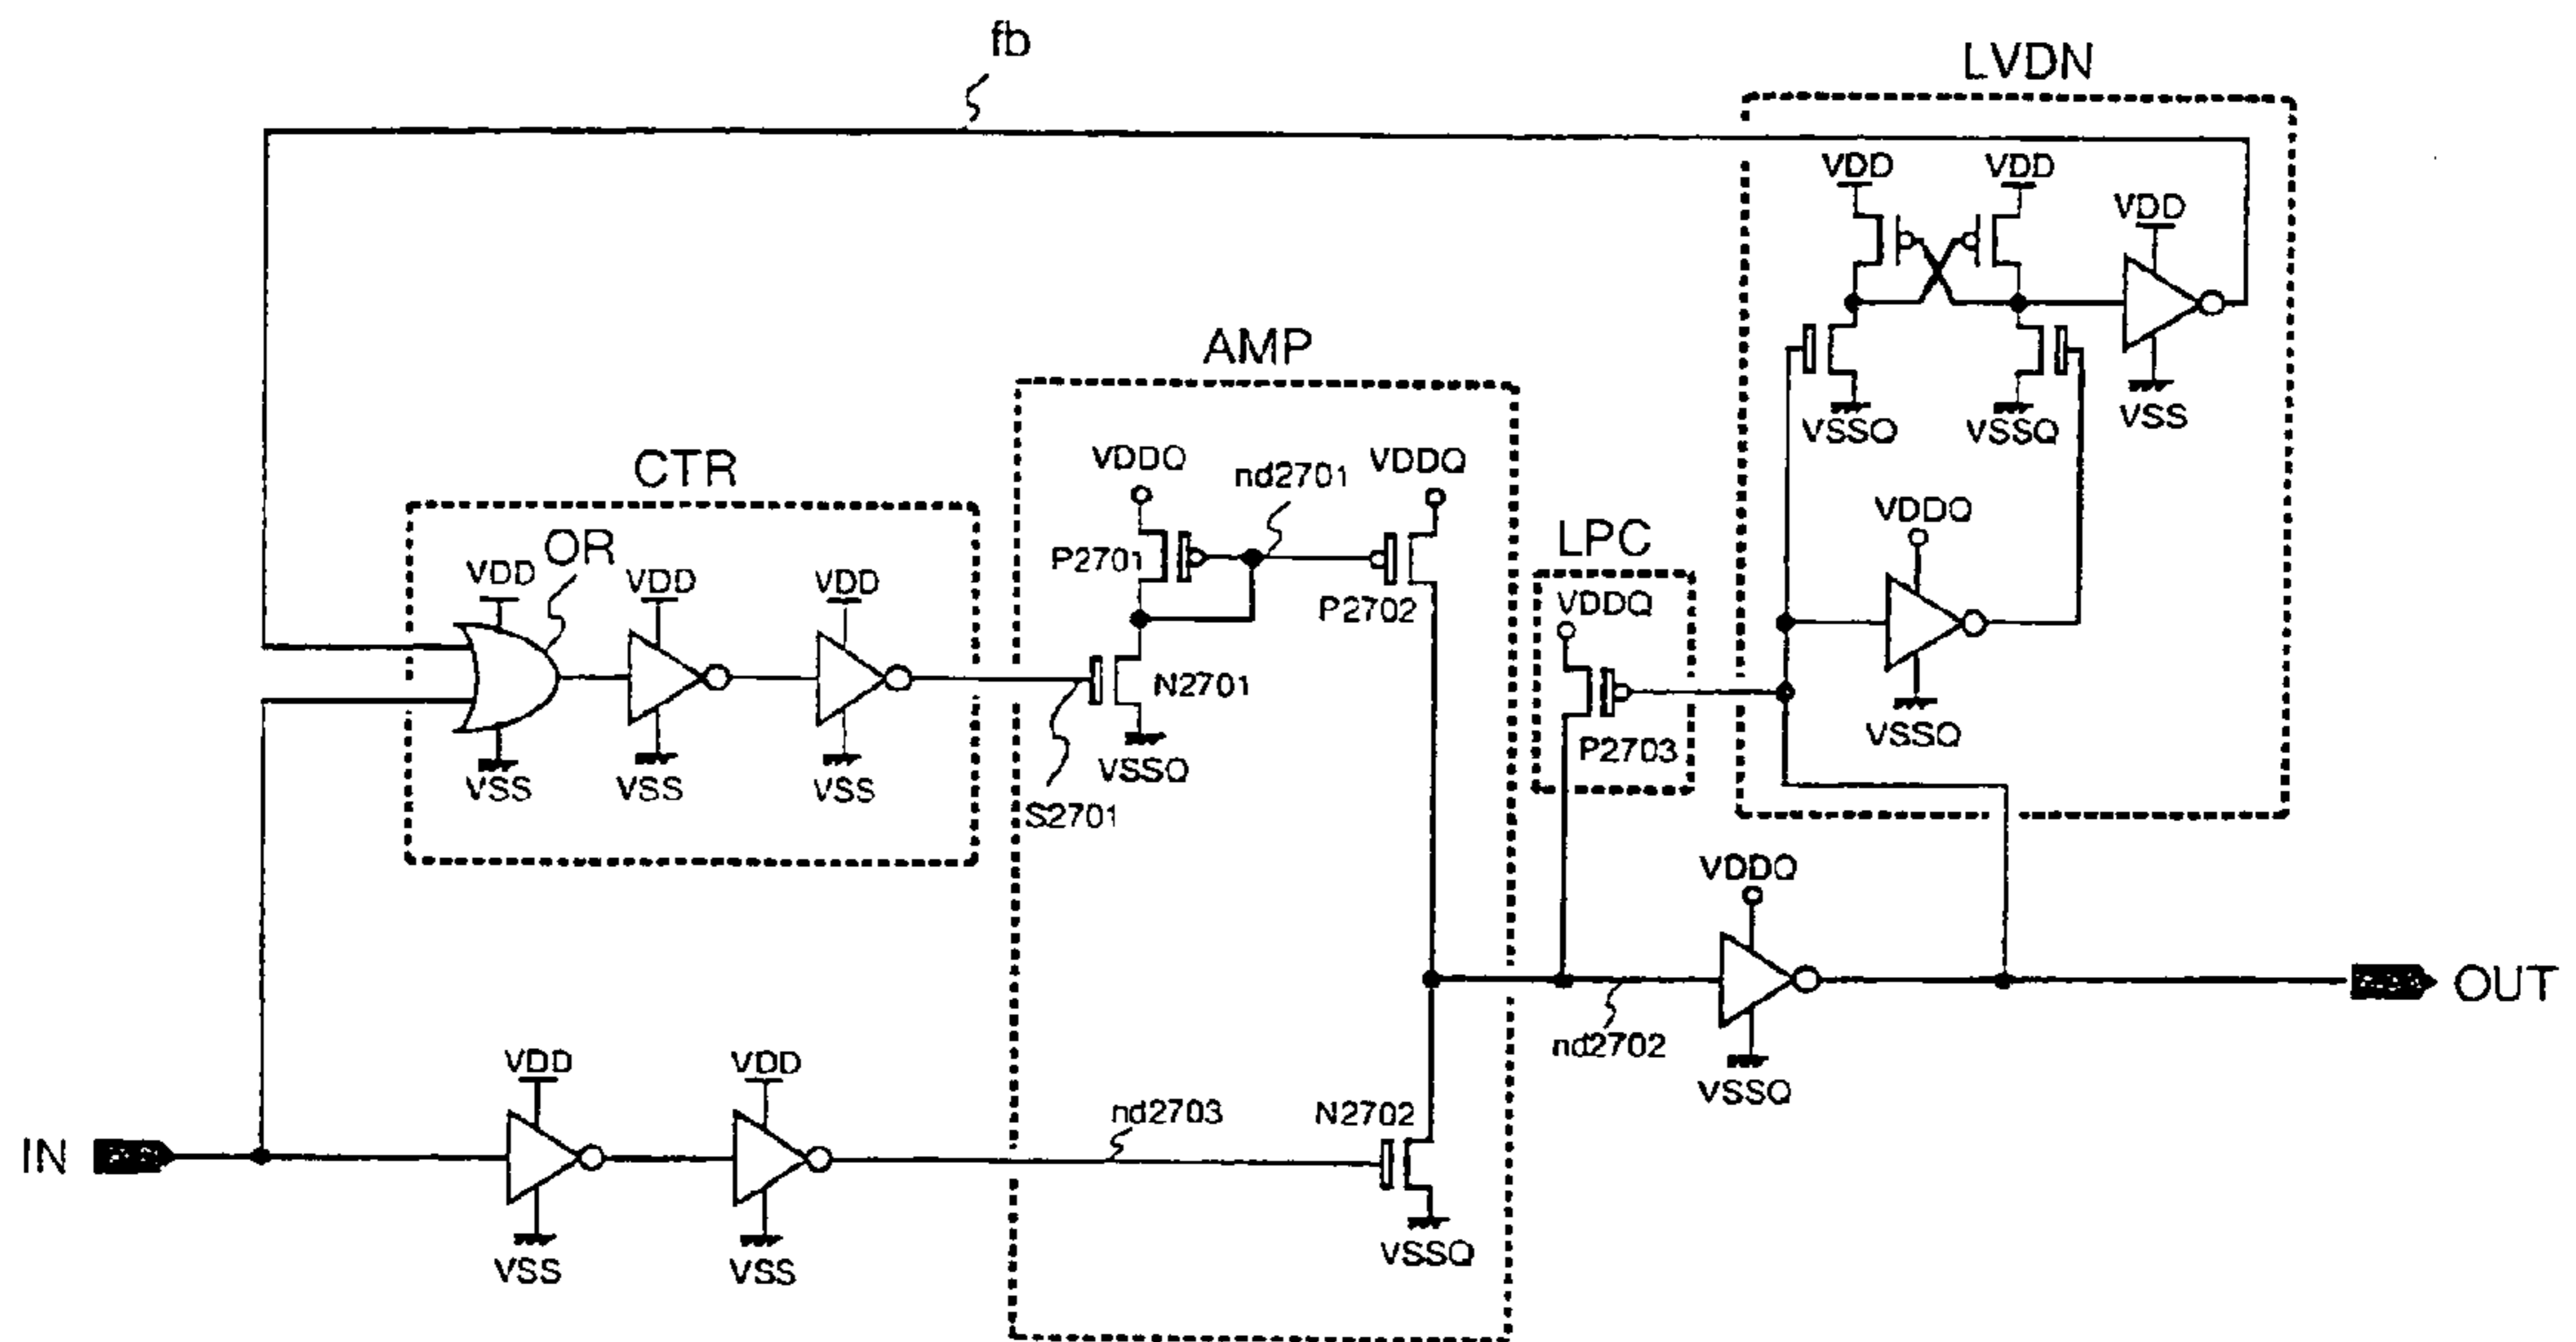 fb
LVDN
VDD
VDD
VDD
AMP
VSSQ
VSSQ
VSS
CTR
VDDQ
nd2701
VDDQ
VDDQ
OR
LPC
VDD
VDD
VDD
P2701
P2702
VDDQ
N2701
VSSQ
P2703
VSSQ
VSS
VSS
VSS
S2701
VDDQ
OUT
nd2702
VDD
VDD
VSSQ
nd2703
N2702
IN
VSSQ
VSS
VSS